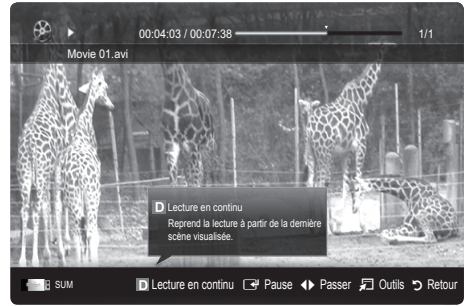 00:04:03 / 00:07:38
1/1
Movie 01.avi
D Lecture en continu
Reprend la lecture à partir de la dernière
scène visualisée.
SUM
D Lecture en continu Pause Passer Outils Retour